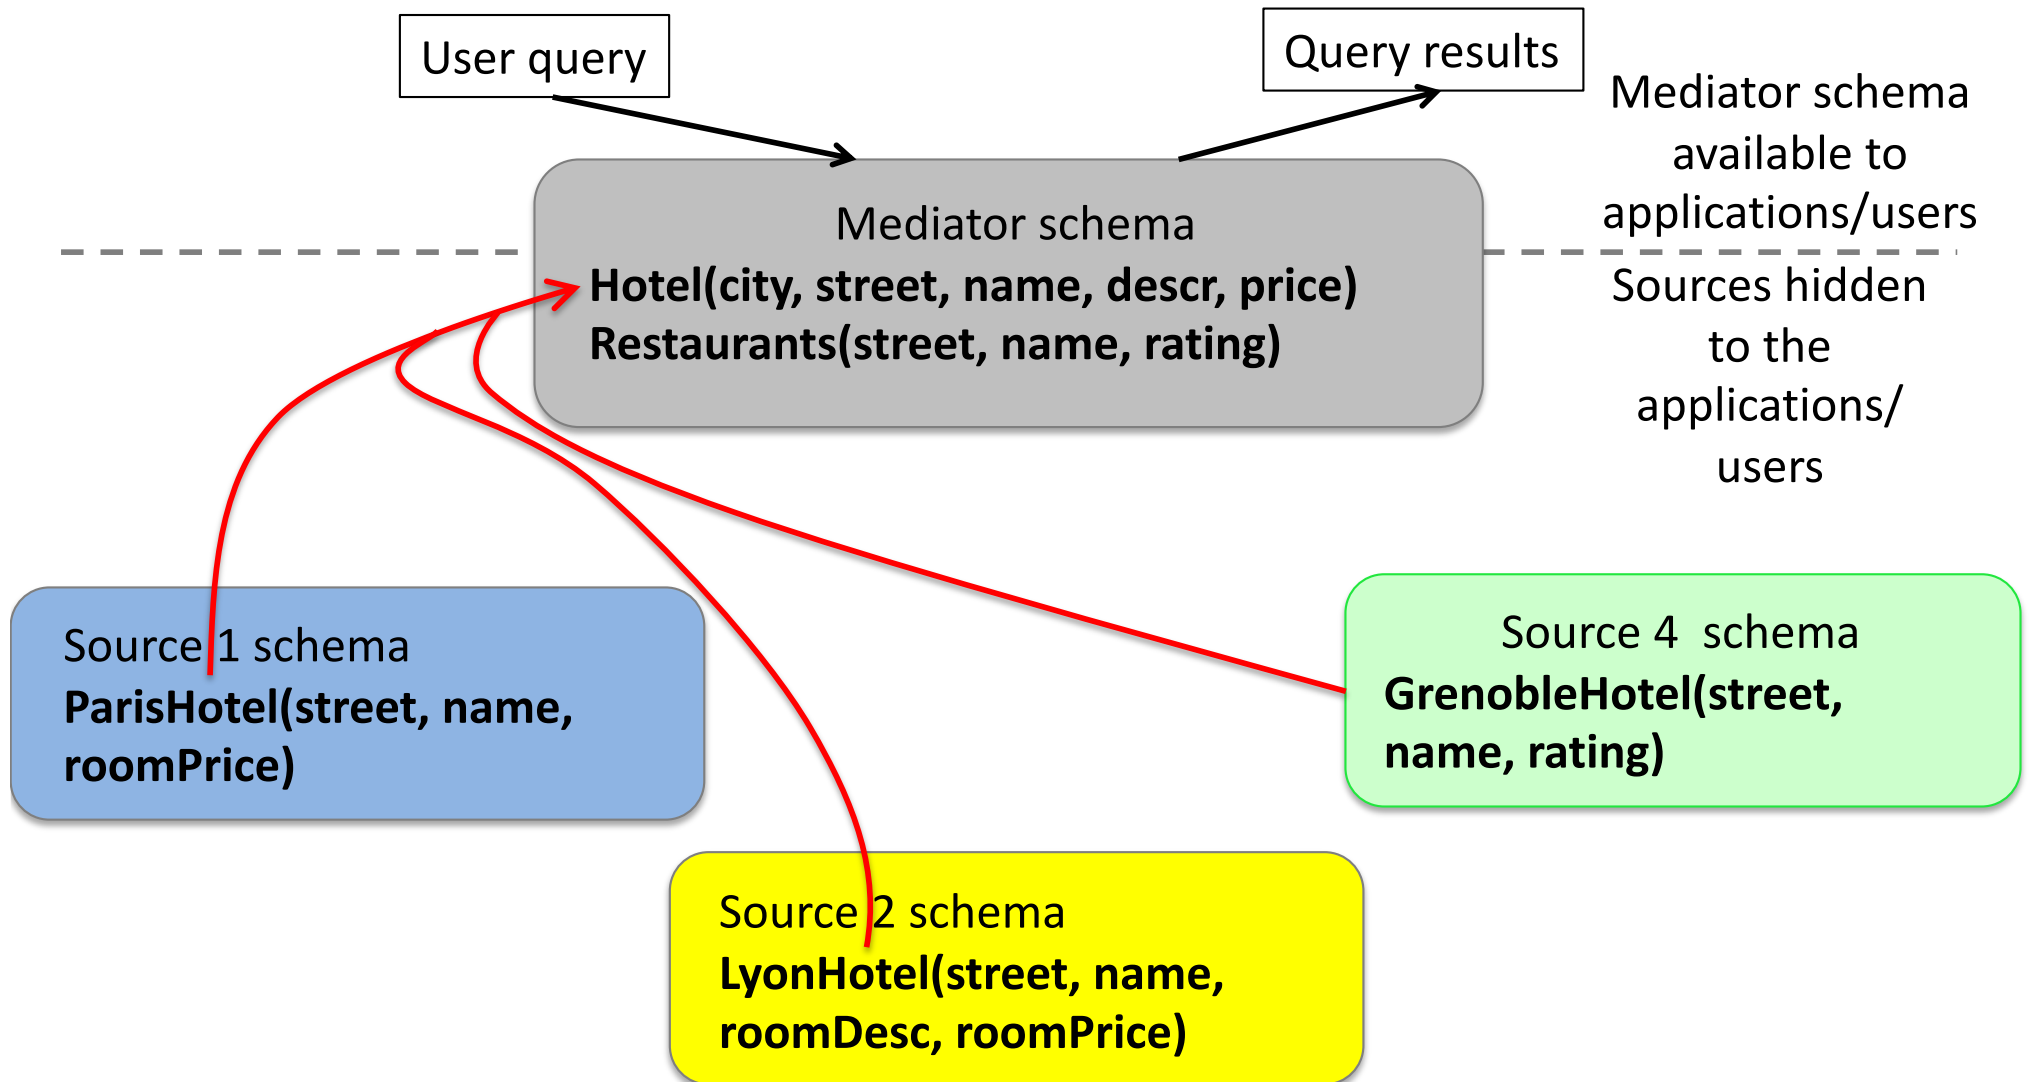 User query
Query results
Mediator schema
available to
applications/users
Mediator schema
Hotel(city, street, name, descr, price)
Restaurants(street, name, rating)
Sources hidden
to the
applications/
users
Source 1 schema
ParisHotel(street, name,
roomPrice)
Source 4  schema
GrenobleHotel(street,
name, rating)
Source 2 schema
LyonHotel(street, name,
roomDesc, roomPrice)